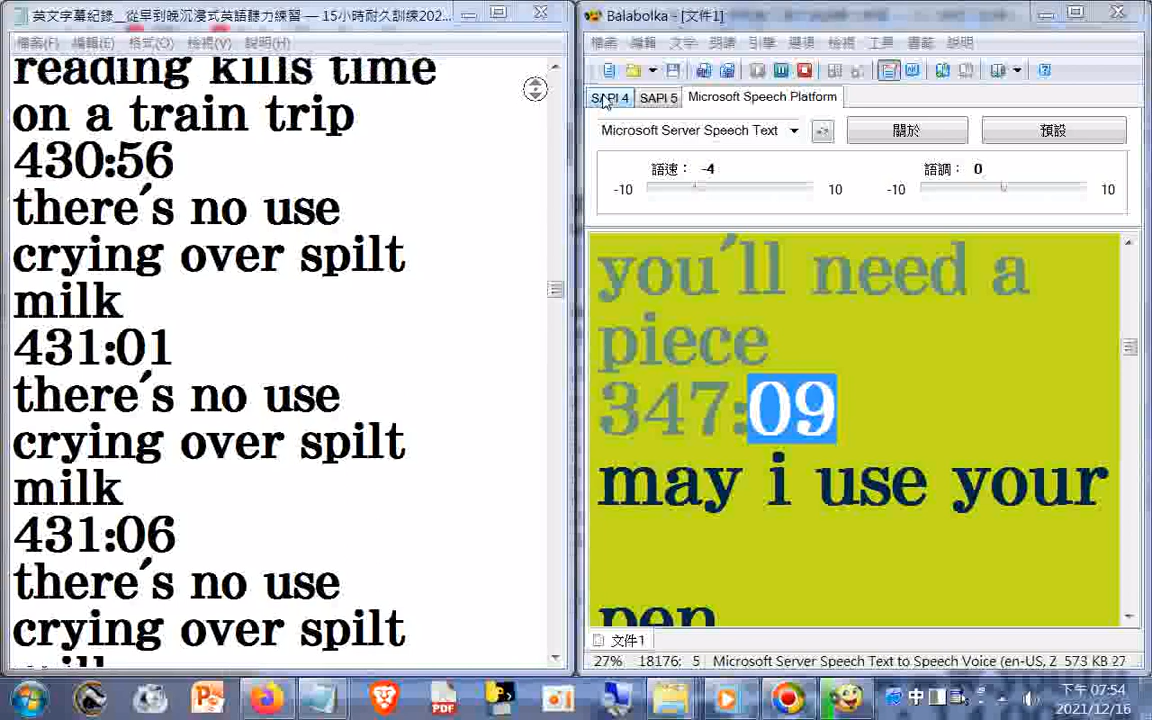 英文字幕紀錄__從早到晚沉浸式英語聽力練習 — 15小時耐久訓練202...
檔案(F) 編輯(E) 格式(O) 檢視(V) 說明(H)
reading kills time
on a train trip
430:56
there's no use
crying over spilt
milk
431:01
there's no use
crying over spilt
milk
431:06
there's no use
crying over spilt
milk
Balabolka - [文件1]
檔案 編輯 文字 朗讀 引擎 選項 檢視 工具 書籤 說明
SAPI 4 SAPI 5 Microsoft Speech Platform
Microsoft Server Speech Text 關於 預設
語速： -4 語調： 0
-10 10 -10 10
you'll need a
piece
347:09
may i use your
pen
文件1
27% 18176: 5 Microsoft Server Speech Text to Speech Voice (en-US, Z 573 KB 27
PDF 中 下午 07:54
2021/12/16